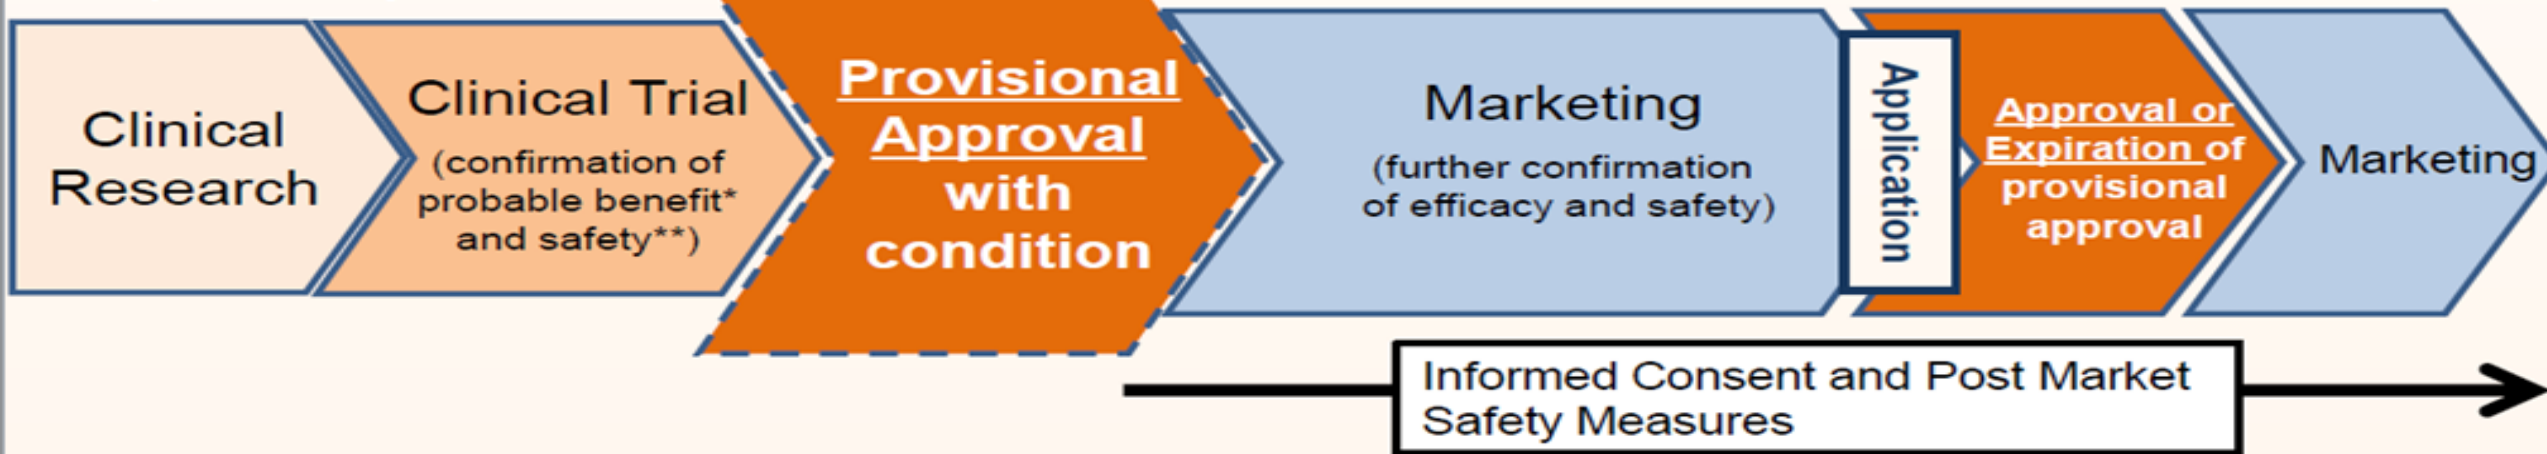 Clinical
Research
Clinical Trial
(confirmation of
probable benefit*
and safety**)
Provisional
Approval
with
condition
Marketing
(further confirmation
of efficacy and safety)
Application
Approval or
Expiration of
provisional
approval
Marketing
Informed Consent and Post Market
Safety Measures